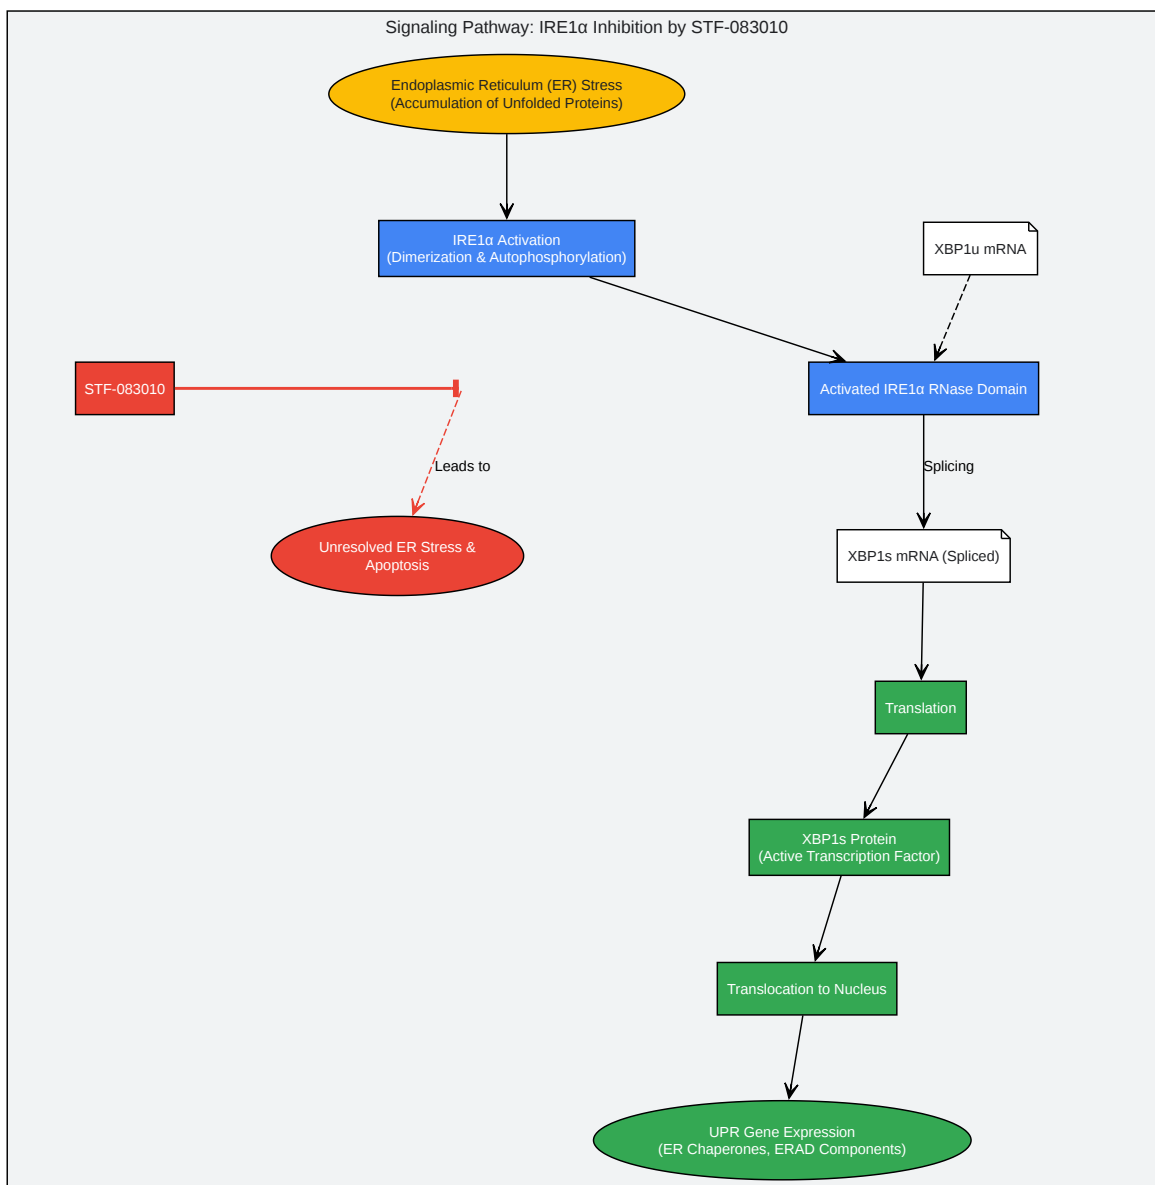 Signaling Pathway: IRE1α Inhibition by STF-083010
Endoplasmic Reticulum (ER) Stress
(Accumulation of Unfolded Proteins)
IRE1α Activation
(Dimerization & Autophosphorylation)
XBP1u mRNA
STF-083010
Activated IRE1α RNase Domain
Leads to
Splicing
Unresolved ER Stress &
Apoptosis
XBP1s mRNA (Spliced)
Translation
XBP1s Protein
(Active Transcription Factor)
Translocation to Nucleus
UPR Gene Expression
(ER Chaperones, ERAD Components)